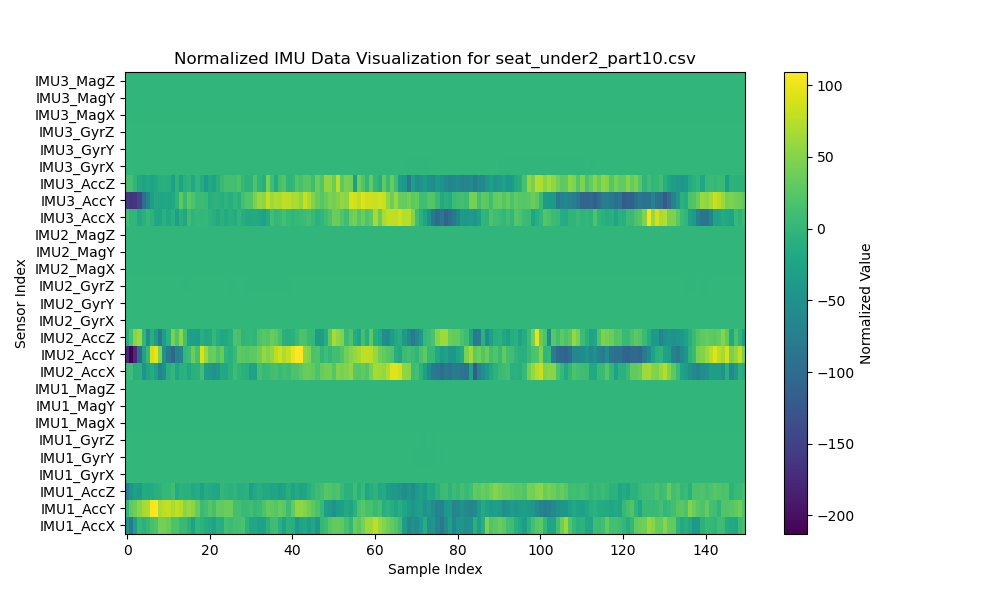 Normalized IMU Data Visualization for seat_under2_part10.csv
IMU3_MagZ
IMU3_MagY
IMU3_MagX
IMU3_GyrZ
IMU3_GyrY
IMU3_GyrX
IMU3_AccZ
IMU3_AccY
IMU3_AccX
IMU2_MagZ
IMU2_MagY
IMU2_MagX
IMU2_GyrZ
IMU2_GyrY
IMU2_GyrX
IMU2_AccZ
IMU2_AccY
IMU2_AccX
IMU1_MagZ
IMU1_MagY
IMU1_MagX
IMU1_GyrZ
IMU1_GyrY
IMU1_GyrX
IMU1_AccZ
IMU1_AccY
IMU1_AccX
Sensor Index
0 20 40 60 80 100 120 140
Sample Index
100
50
0
−50
−100
−150
−200
Normalized Value